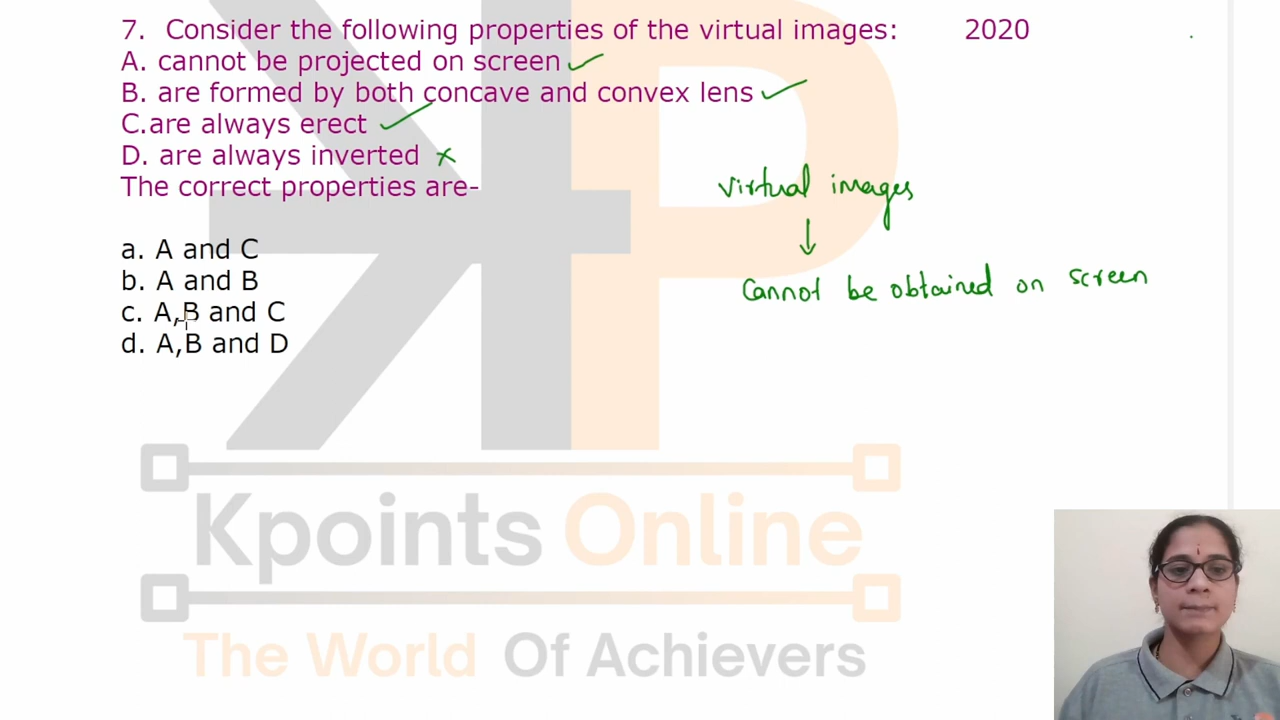 7. Consider the following properties of the virtual images: 2020
A. cannot be projected on screen
B. are formed by both concave and convex lens
C.are always erect
D. are always inverted
The correct properties are-
virtual images
a. A and C
b. A and B
cannot be obtained on screen
c. A,B and C
d. A,B and D
Kpoints Online
The World Of Achievers